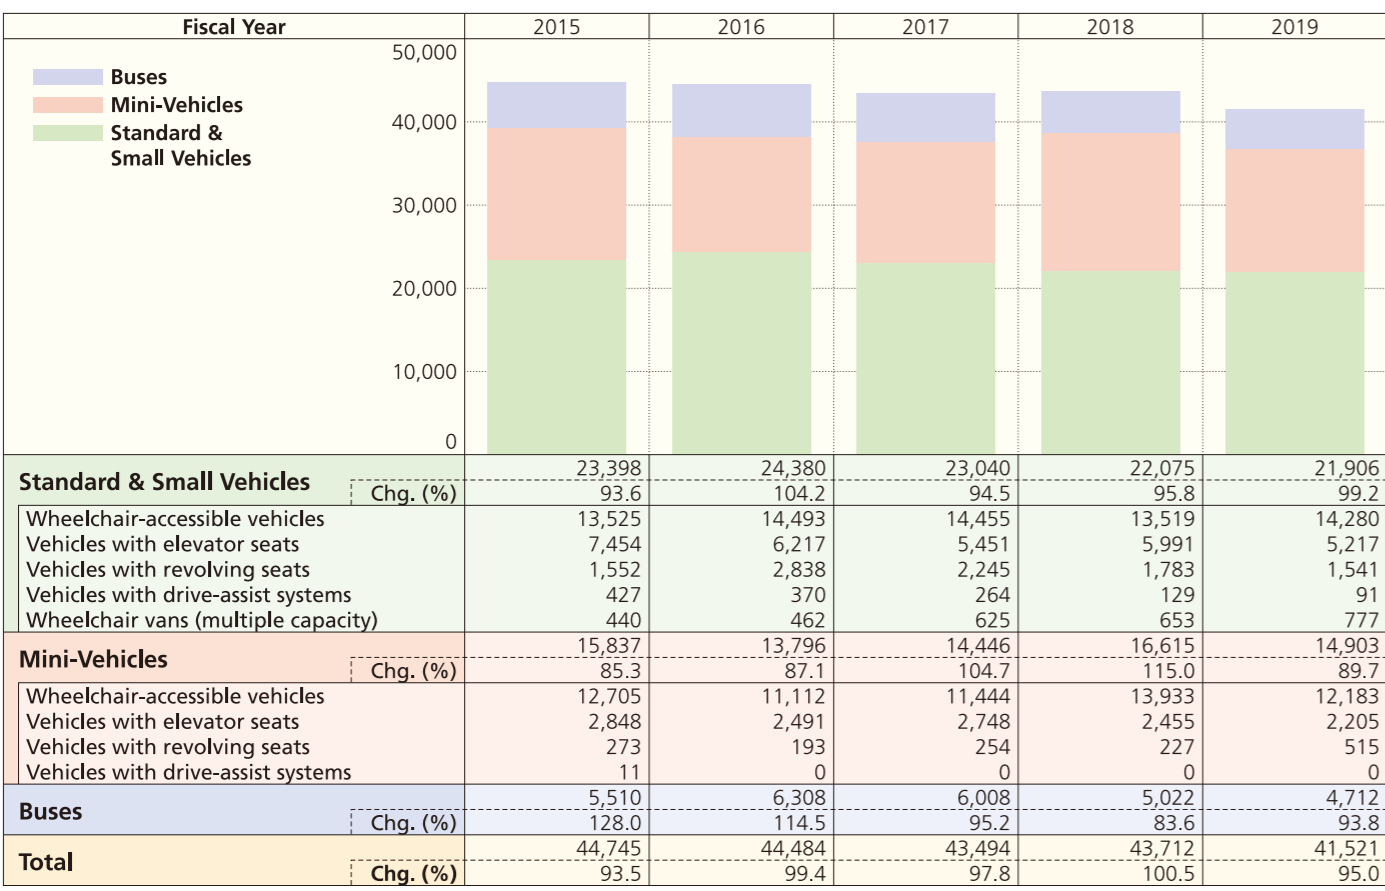 Fiscal Year 2015 2016 2017 2018 2019
50,000
Buses
Mini-Vehicles
40,000
Standard &
Small Vehicles
30,000
20,000
10,000
0
Standard & Small Vehicles 23,398 24,380 23,040 22,075 21,906
Chg. (%) 93.6 104.2 94.5 95.8 99.2
Wheelchair-accessible vehicles 13,525 14,493 14,455 13,519 14,280
Vehicles with elevator seats 7,454 6,217 5,451 5,991 5,217
Vehicles with revolving seats 1,552 2,838 2,245 1,783 1,541
Vehicles with drive-assist systems 427 370 264 129 91
Wheelchair vans (multiple capacity) 440 462 625 653 777
Mini-Vehicles 15,837 13,796 14,446 16,615 14,903
Chg. (%) 85.3 87.1 104.7 115.0 89.7
Wheelchair-accessible vehicles 12,705 11,112 11,444 13,933 12,183
Vehicles with elevator seats 2,848 2,491 2,748 2,455 2,205
Vehicles with revolving seats 273 193 254 227 515
Vehicles with drive-assist systems 11 0 0 0 0
Buses 5,510 6,308 6,008 5,022 4,712
Chg. (%) 128.0 114.5 95.2 83.6 93.8
Total 44,745 44,484 43,494 43,712 41,521
Chg. (%) 93.5 99.4 97.8 100.5 95.0